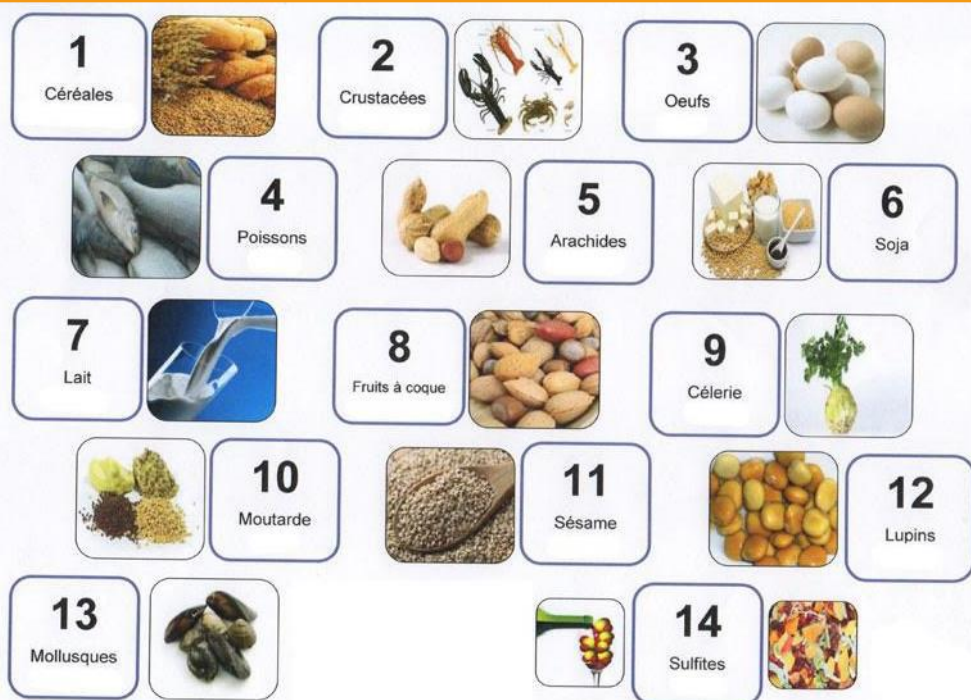 1
Céréales
2
Crustacées
3
Oeufs
4
Poissons
5
Arachides
6
Soja
7
Lait
8
Fruits à coque
9
Célerie
10
Moutarde
11
Sésame
12
Lupins
13
Mollusques
14
Sulfites